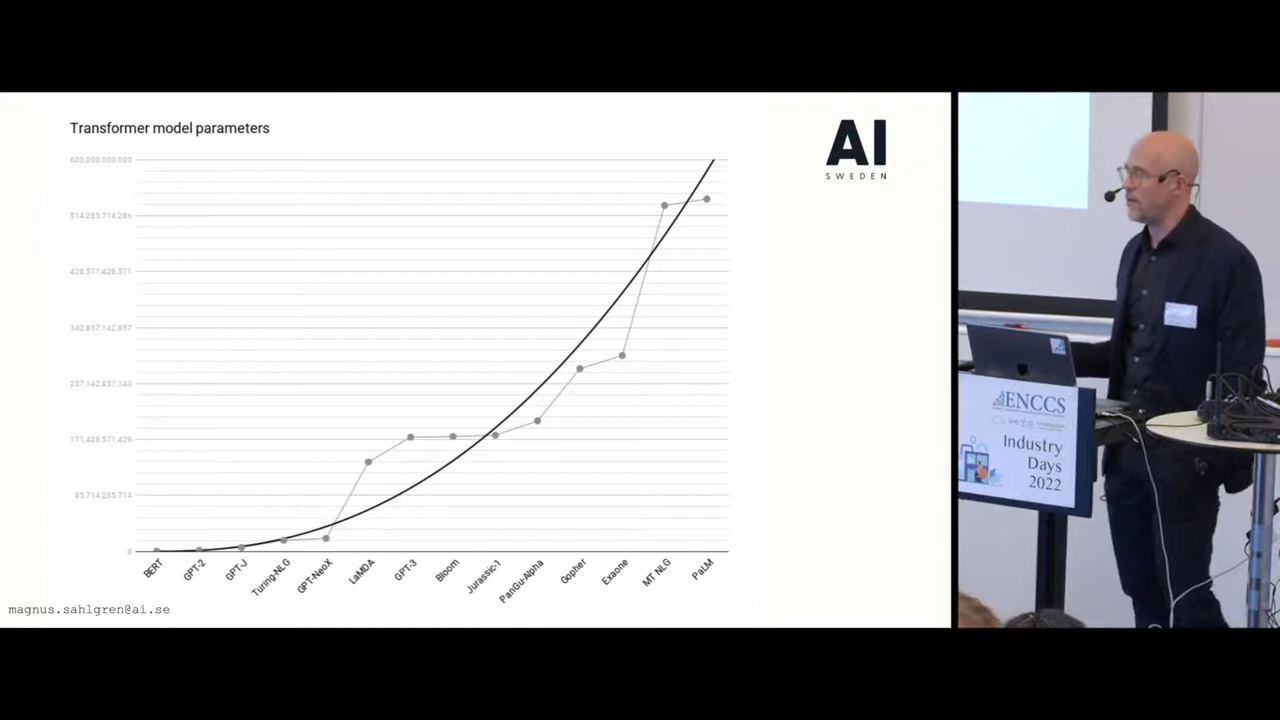 Transformer model parameters
AI
SWEDEN
600,000,000,000
514,285,714,286
428,571,428,571
342,857,142,857
257,142,857,143
171,428,571,429
85,714,285,714
0
BERT
GPT-2
GPT-J
Turing-NLG
GPT-NeoX
LaMDA
GPT-3
Bloom
Jurassic-1
PanGu-Alpha
Gopher
Exaone
MT NLG
PaLM
magnus.sahlgren@ai.se
ENCCS
Industry
Days
2022